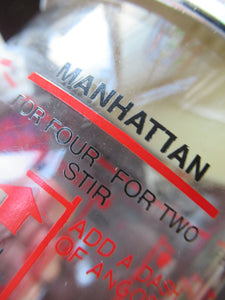 MANHATTAN
FOR FOUR FOR TWO
STIR
ADD A DASH
OF ANGO